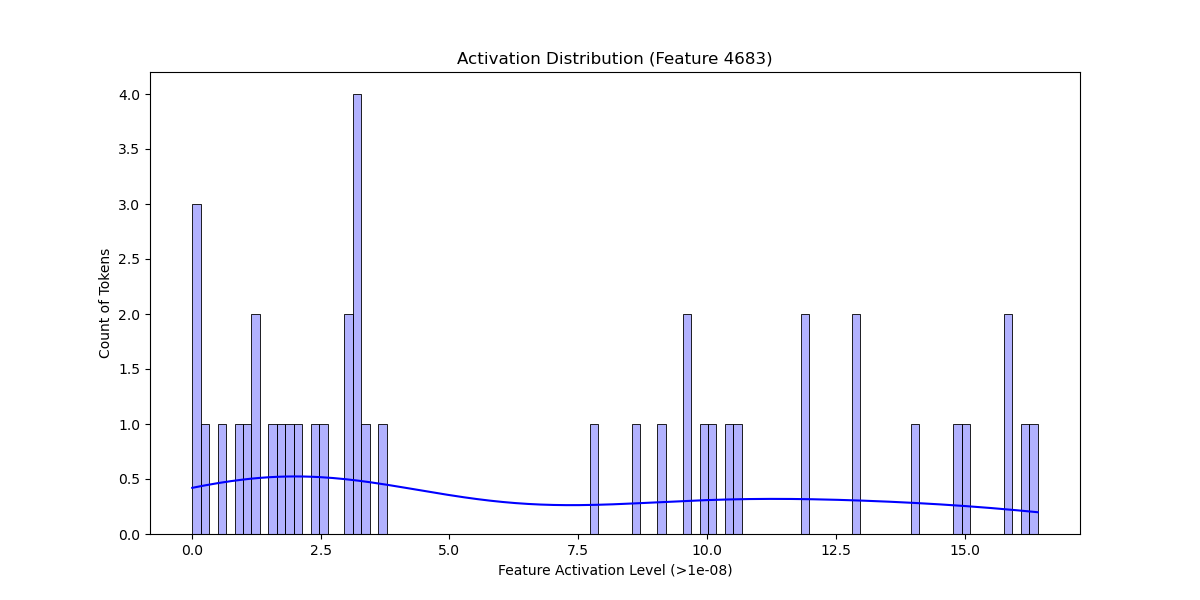 Activation Distribution (Feature 4683)
4.0
3.5
3.0
2.5
2.0
1.5
1.0
0.5
0.0
Count of Tokens
0.0 2.5 5.0 7.5 10.0 12.5 15.0
Feature Activation Level (>1e-08)